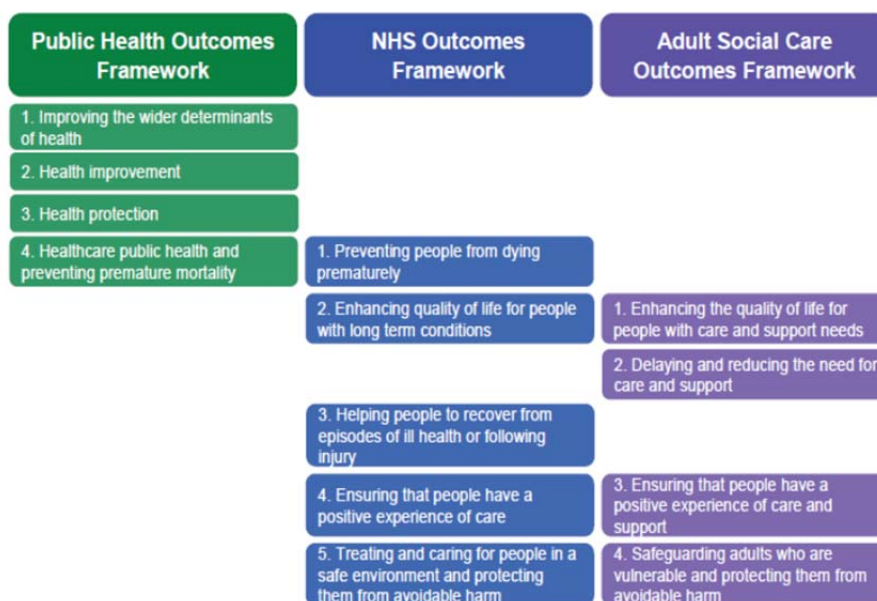 Public Health Outcomes
Framework
1. Improving the wider determinants
of health
2. Health improvement
3. Health protection
4. Healthcare public health and
preventing premature mortality
NHS Outcomes
Framework
1. Preventing people from dying
prematurely
2. Enhancing quality of life for people
with long term conditions
3. Helping people to recover from
episodes of ill health or following
injury
4. Ensuring that people have a
positive experience of care
5. Treating and caring for people in a
safe environment and protecting
them from avoidable harm
Adult Social Care
Outcomes Framework
1. Enhancing the quality of life for
people with care and support needs
2. Delaying and reducing the need for
care and support
3. Ensuring that people have a
positive experience of care and
support
4. Safeguarding adults who are
vulnerable and protecting them from
avoidable harm